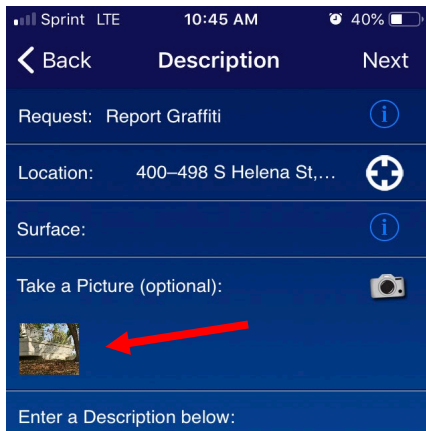 Sprint LTE 10:45 AM 40%
Back Description Next
Request: Report Graffiti i
Location: 400–498 S Helena St,...
Surface: i
Take a Picture (optional):
Enter a Description below: